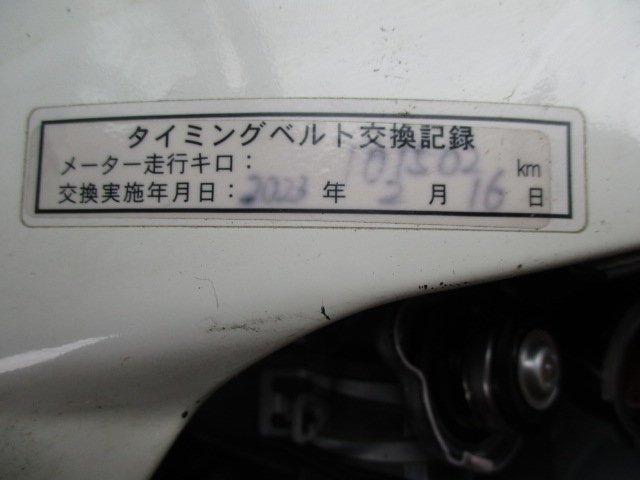 タイミングベルト交換記録
メーター走行キロ： 101502 km
交換実施年月日：2023 年 2 月 16 日